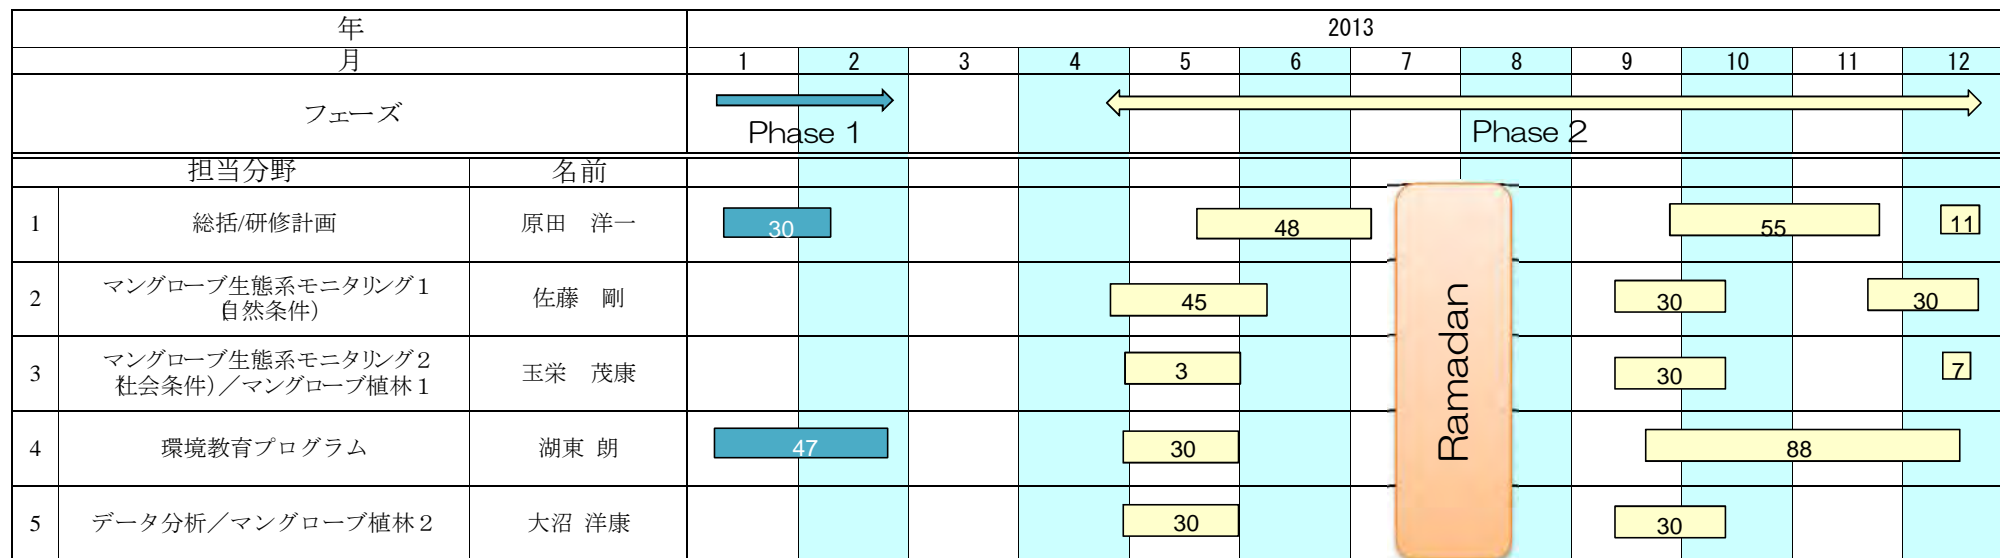 年 2013
月 1 2 3 4 5 6 7 8 9 10 11 12
フェーズ Phase 1 Phase 2
担当分野 名前
1 総括/研修計画 原田　洋一 30 48 55 11
2 マングローブ生態系モニタリング1
自然条件） 佐藤　剛 45 30 30
3 マングローブ生態系モニタリング2
社会条件）／マングローブ植林1 玉栄　茂康 3 30 7
4 環境教育プログラム 湖東 朗 47 30 88
5 データ分析／マングローブ植林2 大沼 洋康 30 30
Ramadan